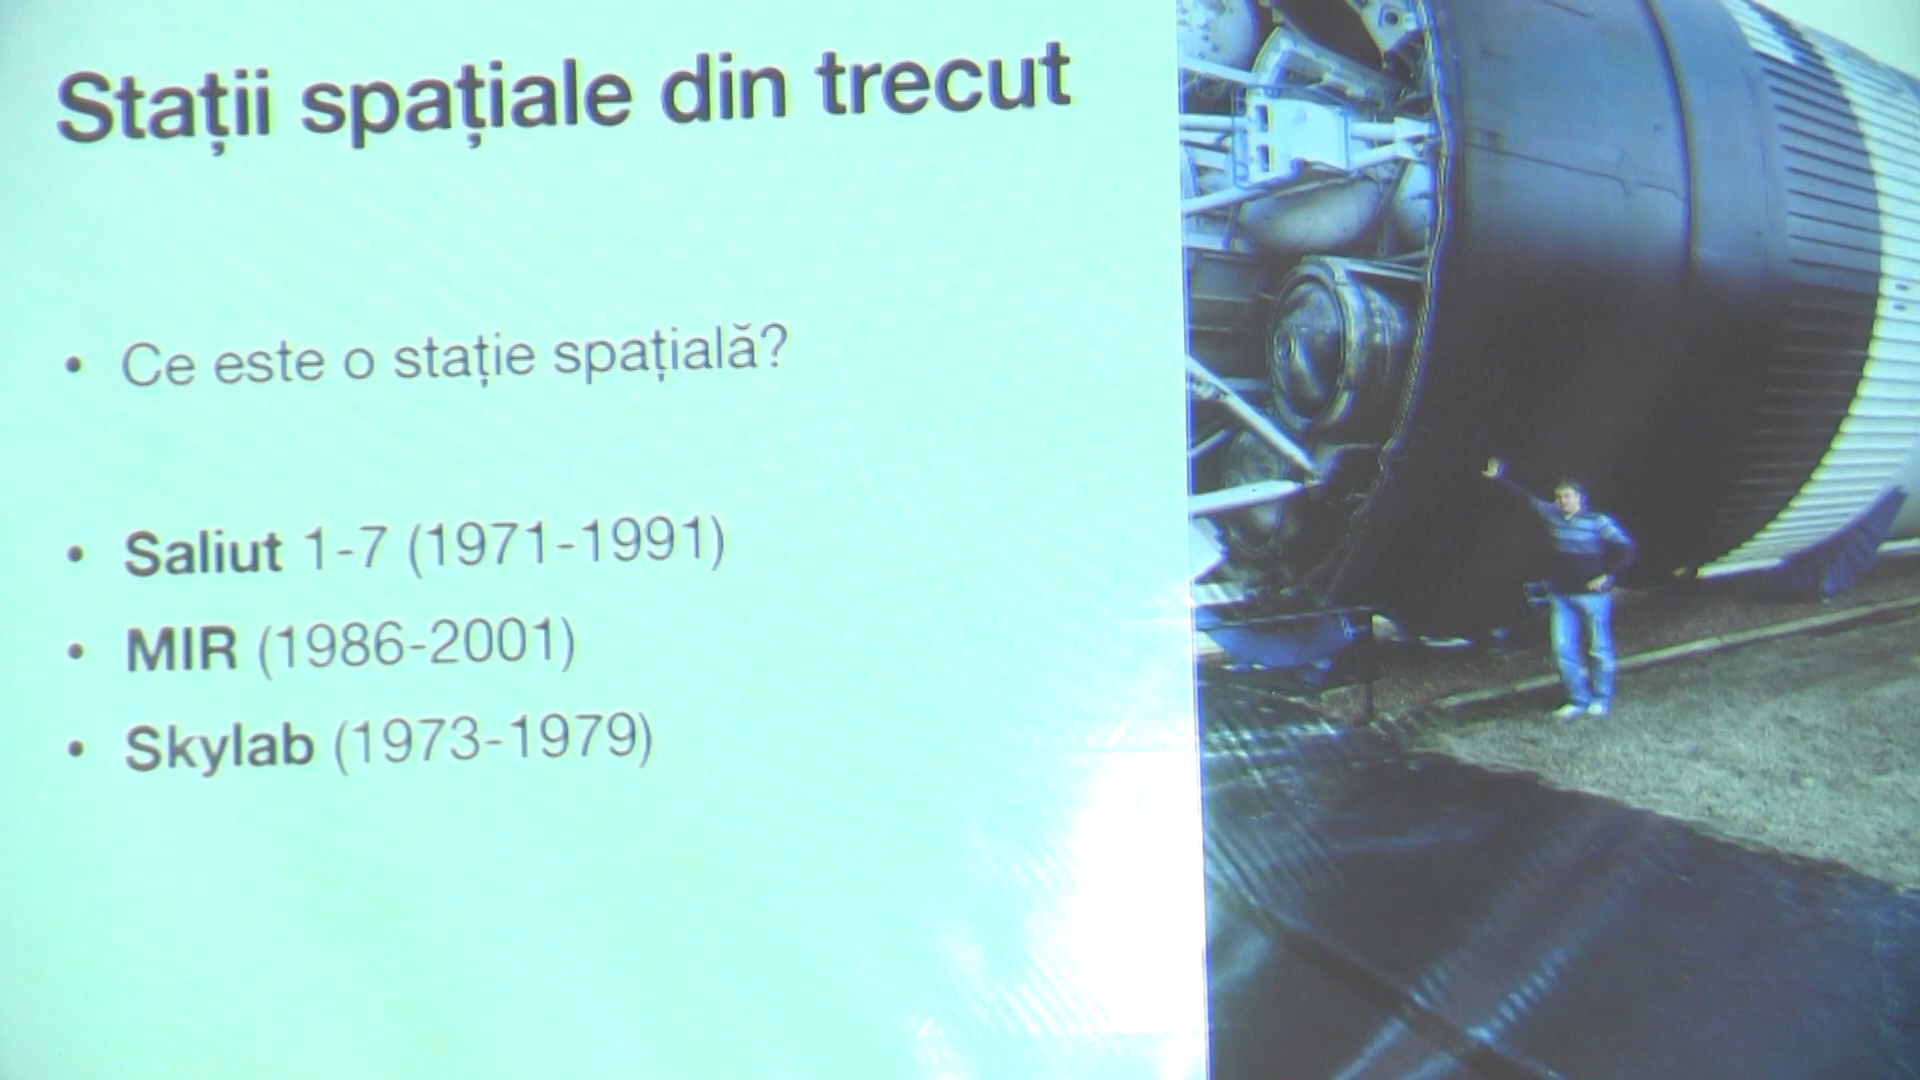 Stații spațiale din trecut
• Ce este o stație spațială?
• Saliut 1-7 (1971-1991)
• MIR (1986-2001)
• Skylab (1973-1979)